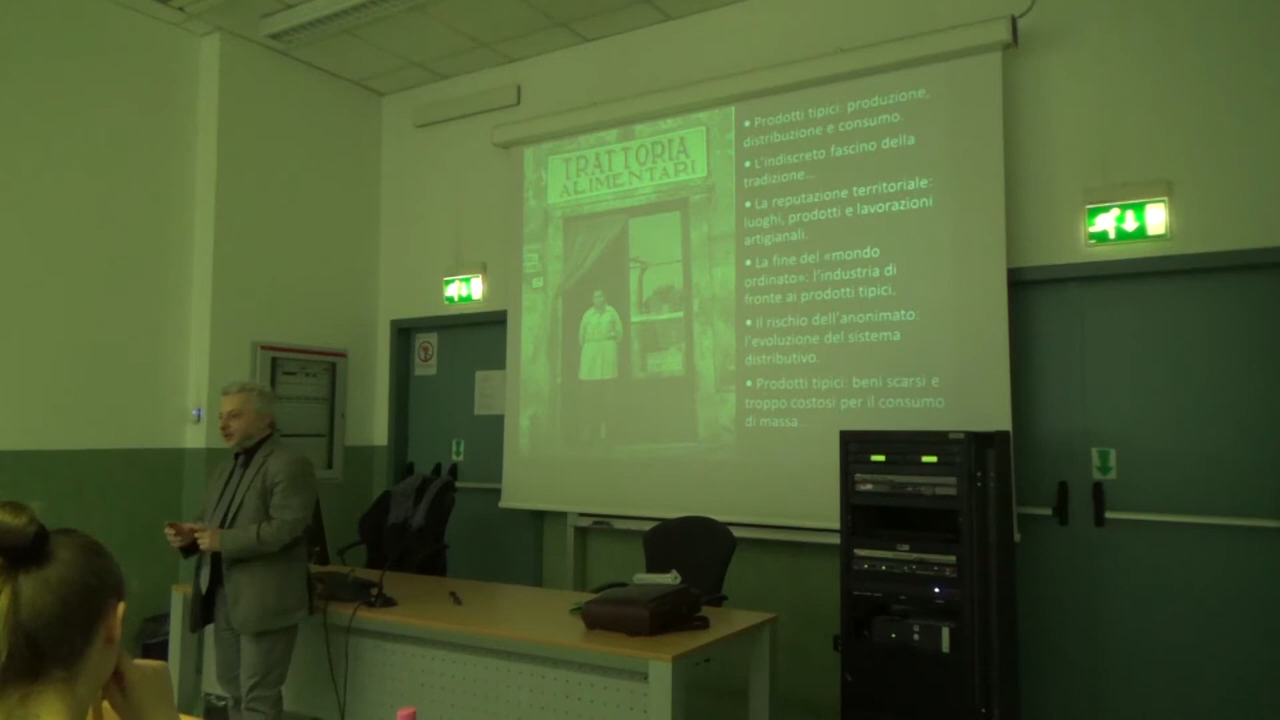 TRATTORIA
ALIMENTARI
• Prodotti tipici: produzione,
distribuzione e consumo.
• L'indiscreto fascino della
tradizione...
• La reputazione territoriale:
luoghi, prodotti e lavorazioni
artigianali.
• La fine del «mondo
ordinato»: l'industria di
fronte ai prodotti tipici.
• Il rischio dell'anonimato:
l'evoluzione del sistema
distributivo.
• Prodotti tipici: beni scarsi e
troppo costosi per il consumo
di massa...